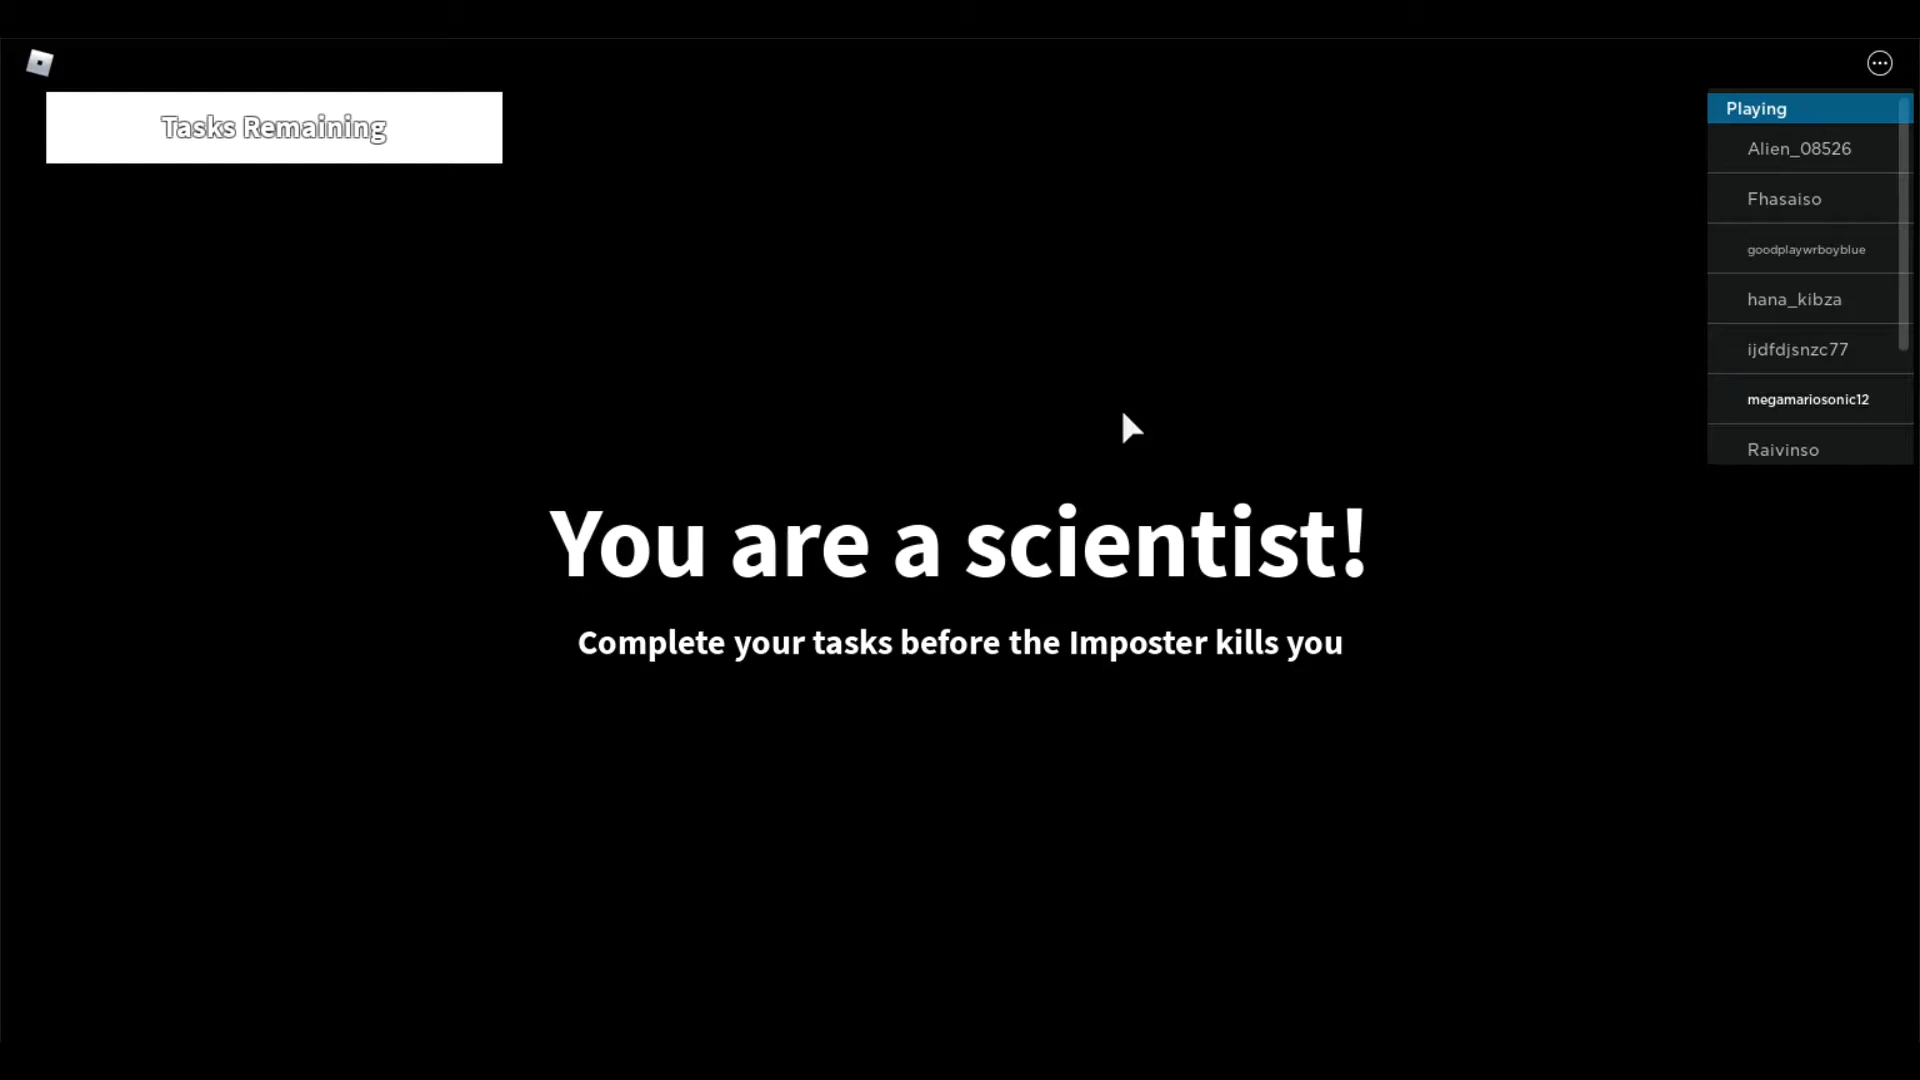 Tasks Remaining
Playing
Alien_08526
Fhasaiso
goodplaywrboyblue
hana_kibza
ijdfdjsnzc77
megamariosonic12
Raivinso
You are a scientist!
Complete your tasks before the Imposter kills you